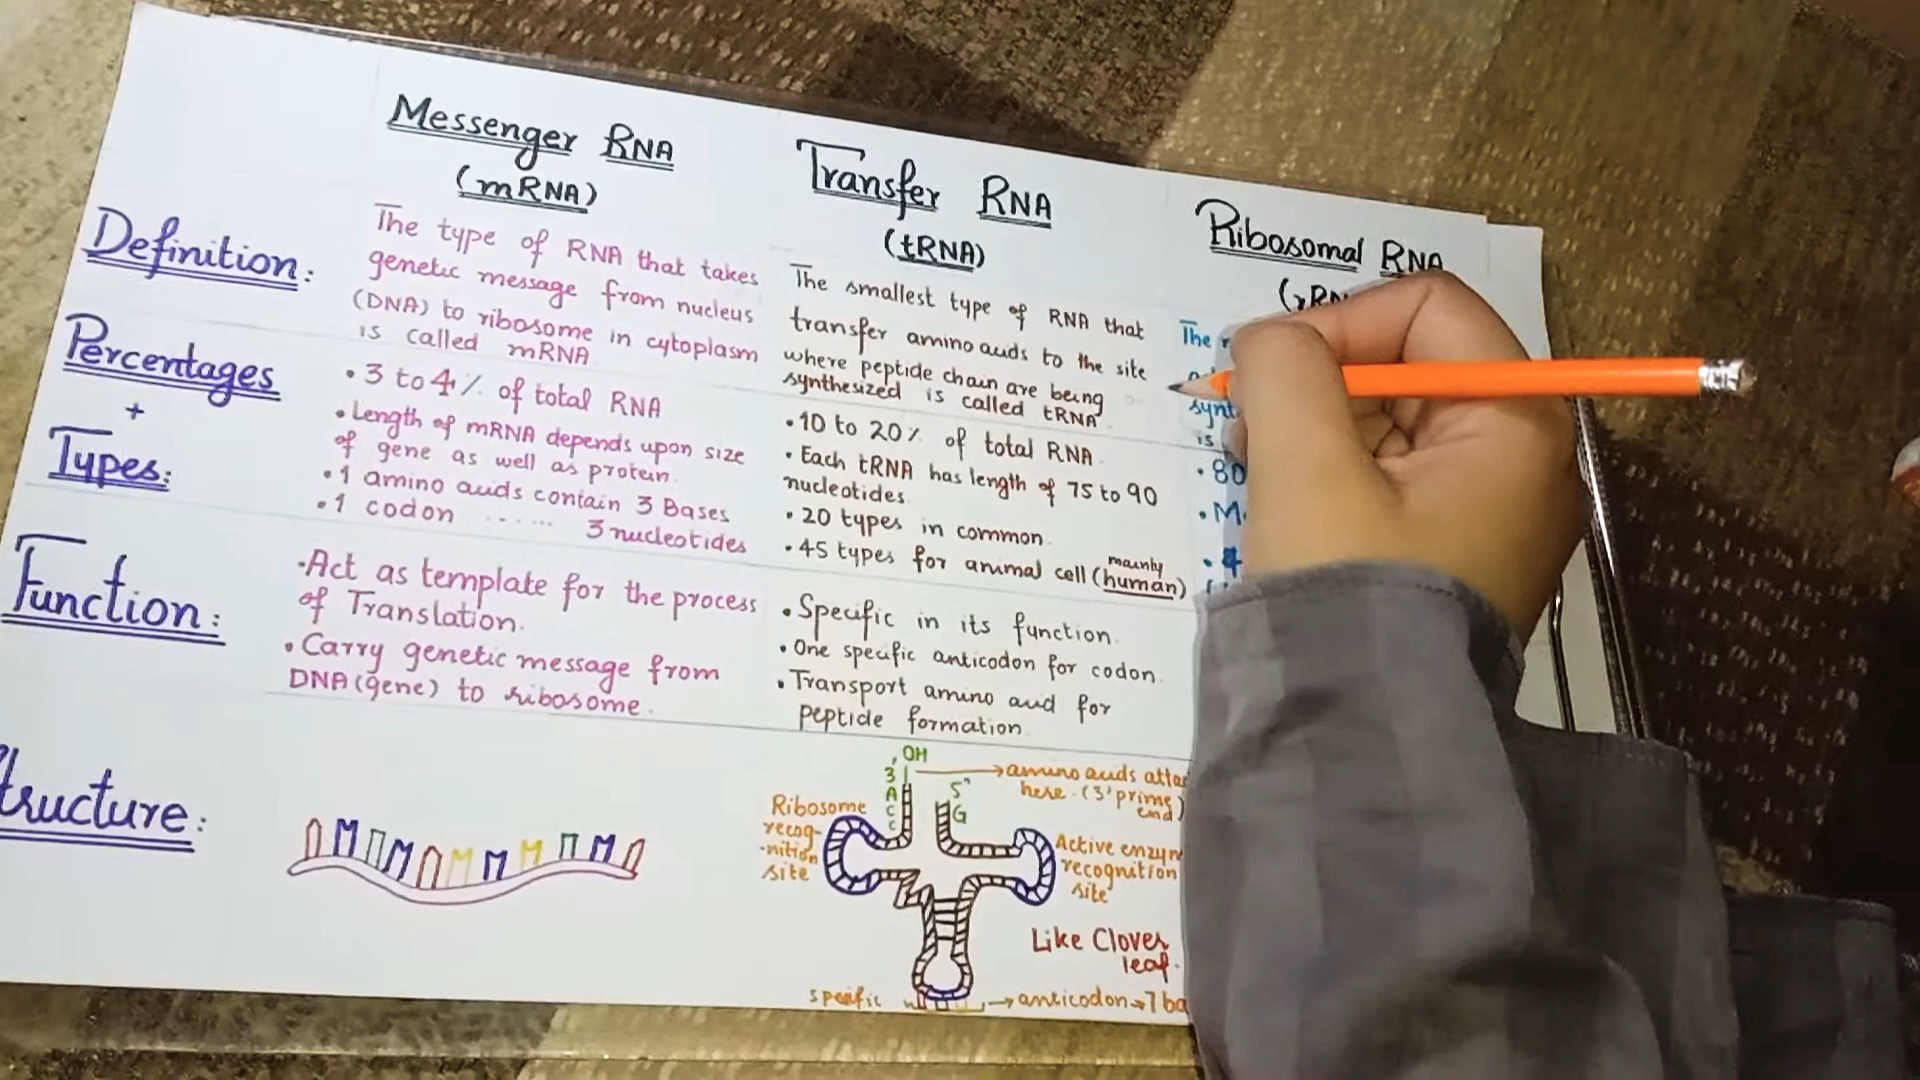 Messenger RNA
(mRNA)
Transfer RNA
(tRNA)
Ribosomal RNA
Definition:
The type of RNA that takes
genetic message from nucleus
(DNA) to ribosome in cytoplasm
is called mRNA
The smallest type of RNA that
transfer amino acids to the site
where peptide chain are being
synthesized is called tRNA
The
synt
is
Percentages
+
Types:
• 3 to 4% of total RNA
• Length of mRNA depends upon size
of gene as well as protein.
• 1 amino acids contain 3 Bases
• 1 codon ...... 3 nucleotides
• 10 to 20% of total RNA
• Each tRNA has length of 75 to 90
nucleotides.
• 20 types in common
• 45 types for animal cell (human)
mainly
• 80
Function:
• Act as template for the process
of Translation.
• Carry genetic message from
DNA (gene) to ribosome.
• Specific in its function.
• One specific anticodon for codon.
• Transport amino acid for
peptide formation
tructure:
OH
3'
A
C
C
5'
G
amino acids atta
here. (3' prime
end)
Ribosome
recog-
-nition
site
Active enzym
recognition
site
Like Clover
leaf.
specific
anticodon → 7 ba